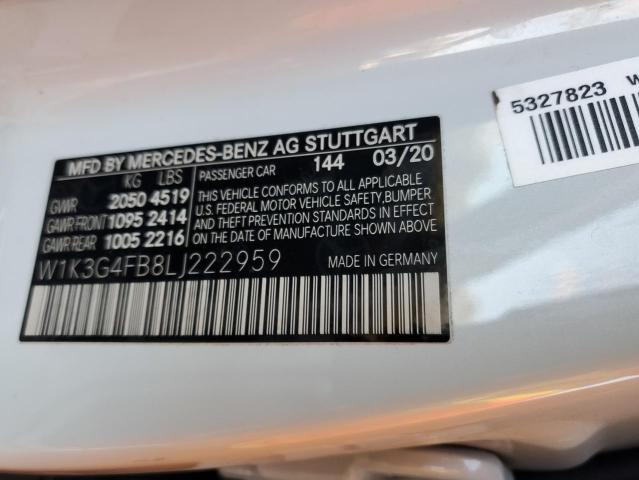 MFD BY MERCEDES-BENZ AG STUTTGART
KG LBS
GWR 2050 4519
GAWR FRONT 1095 2414
GAWR REAR 1005 2216
PASSENGER CAR 144 03/20
THIS VEHICLE CONFORMS TO ALL APPLICABLE
U.S. FEDERAL MOTOR VEHICLE SAFETY,BUMPER
AND THEFT PREVENTION STANDARDS IN EFFECT
ON THE DATE OF MANUFACTURE SHOWN ABOVE
W1K3G4FB8LJ222959
MADE IN GERMANY
5327823